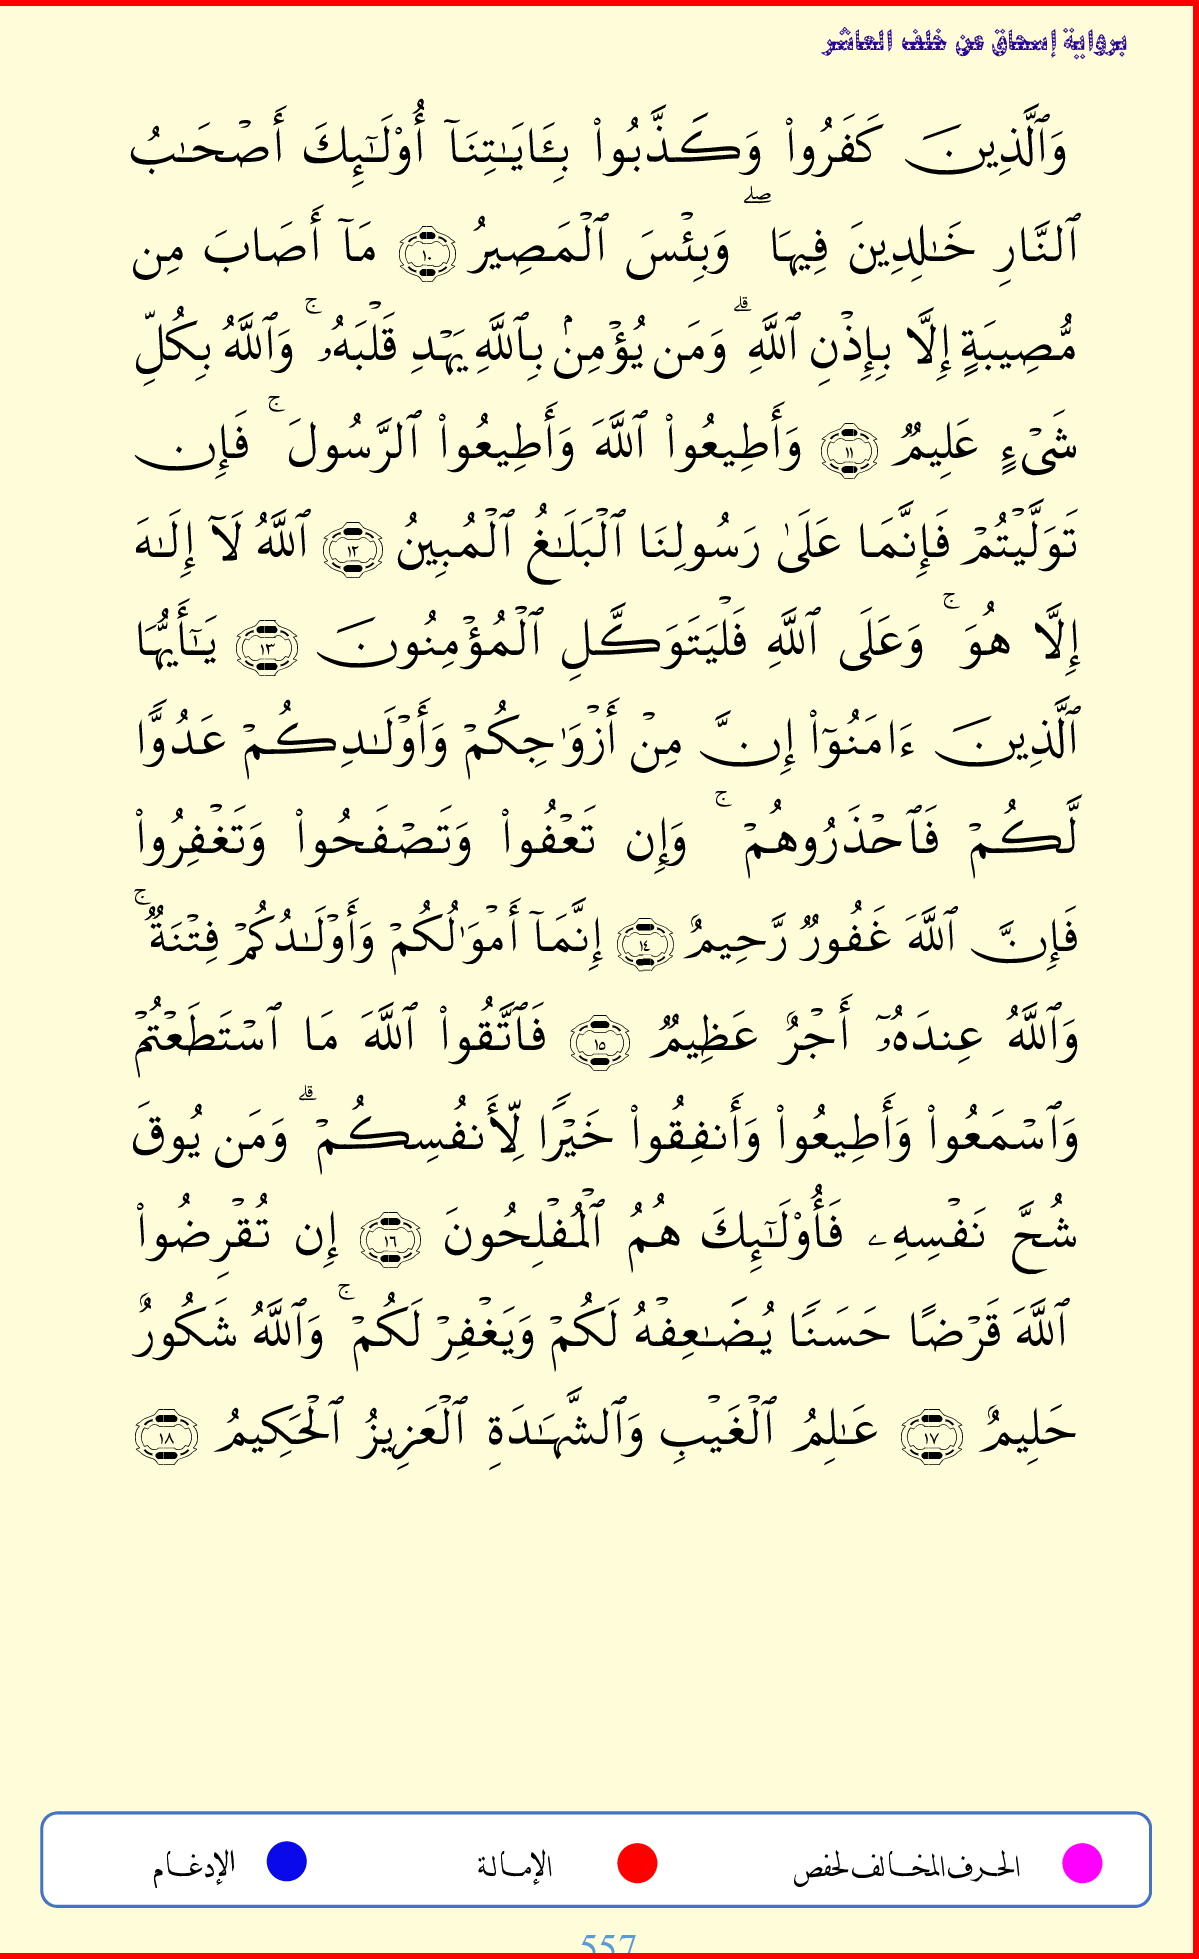 برواية إسحاق عن خلف العاشر
وَٱلَّذِينَ كَفَرُواْ وَكَذَّبُواْ بِـَٔايَـٰتِنَآ أُوْلَـٰٓئِكَ أَصۡحَـٰبُ
ٱلنَّارِ خَـٰلِدِينَ فِيهَا ۖ وَبِئۡسَ ٱلۡمَصِيرُ ١٠ مَآ أَصَابَ مِن
مُّصِيبَةٍ إِلَّا بِإِذۡنِ ٱللَّهِ ۗ وَمَن يُؤۡمِنۢ بِٱللَّهِ يَهۡدِ قَلۡبَهُۥ ۚ وَٱللَّهُ بِكُلِّ
شَىۡءٍ عَلِيمٌ ١١ وَأَطِيعُواْ ٱللَّهَ وَأَطِيعُواْ ٱلرَّسُولَ ۚ فَإِن
تَوَلَّيۡتُمۡ فَإِنَّمَا عَلَىٰ رَسُولِنَا ٱلۡبَلَـٰغُ ٱلۡمُبِينُ ١٢ ٱللَّهُ لَآ إِلَـٰهَ
إِلَّا هُوَ ۚ وَعَلَى ٱللَّهِ فَلۡيَتَوَكَّلِ ٱلۡمُؤۡمِنُونَ ١٣ يَـٰٓأَيُّهَا
ٱلَّذِينَ ءَامَنُوٓاْ إِنَّ مِنۡ أَزۡوَٰجِكُمۡ وَأَوۡلَـٰدِكُمۡ عَدُوًّا
لَّكُمۡ فَٱحۡذَرُوهُمۡ ۚ وَإِن تَعۡفُواْ وَتَصۡفَحُواْ وَتَغۡفِرُواْ
فَإِنَّ ٱللَّهَ غَفُورٌ رَّحِيمٌ ١٤ إِنَّمَآ أَمۡوَٰلُكُمۡ وَأَوۡلَـٰدُكُمۡ فِتۡنَةٌ ۚ
وَٱللَّهُ عِندَهُۥٓ أَجۡرٌ عَظِيمٌ ١٥ فَٱتَّقُواْ ٱللَّهَ مَا ٱسۡتَطَعۡتُمۡ
وَٱسۡمَعُواْ وَأَطِيعُواْ وَأَنفِقُواْ خَيۡرًا لِّأَنفُسِكُمۡ ۗ وَمَن يُوقَ
شُحَّ نَفۡسِهِۦ فَأُوْلَـٰٓئِكَ هُمُ ٱلۡمُفۡلِحُونَ ١٦ إِن تُقۡرِضُواْ
ٱللَّهَ قَرۡضًا حَسَنًا يُضَـٰعِفۡهُ لَكُمۡ وَيَغۡفِرۡ لَكُمۡ ۚ وَٱللَّهُ شَكُورٌ
حَلِيمٌ ١٧ عَـٰلِمُ ٱلۡغَيۡبِ وَٱلشَّهَـٰدَةِ ٱلۡعَزِيزُ ٱلۡحَكِيمُ ١٨
الحرف المخالف لحفص الإمالة الإدغام
557